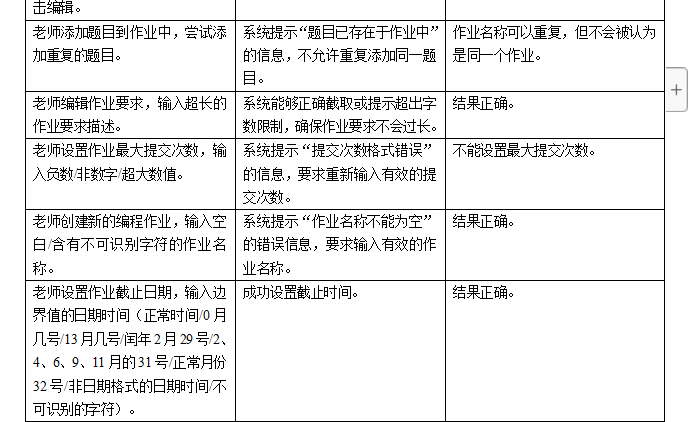 击编辑。
老师添加题目到作业中，尝试添
加重复的题目。
系统提示“题目已存在于作业中”
的信息，不允许重复添加同一题
目。
作业名称可以重复，但不会被认为
是同一个作业。
老师编辑作业要求，输入超长的
作业要求描述。
系统能够正确截取或提示超出字
数限制，确保作业要求不会过长。
结果正确。
老师设置作业最大提交次数，输
入负数/非数字/超大数值。
系统提示“提交次数格式错误”
的信息，要求重新输入有效的提
交次数。
不能设置最大提交次数。
老师创建新的编程作业，输入空
白/含有不可识别字符的作业名
称。
系统提示“作业名称不能为空”
的错误信息，要求输入有效的作
业名称。
结果正确。
老师设置作业截止日期，输入边
界值的日期时间（正常时间/0 月
几号/13 月几号/闰年 2 月 29 号/2、
4、6、9、11 月的 31 号/正常月份
32 号/非日期格式的日期时间/不
可识别的字符）。
成功设置截止时间。
结果正确。